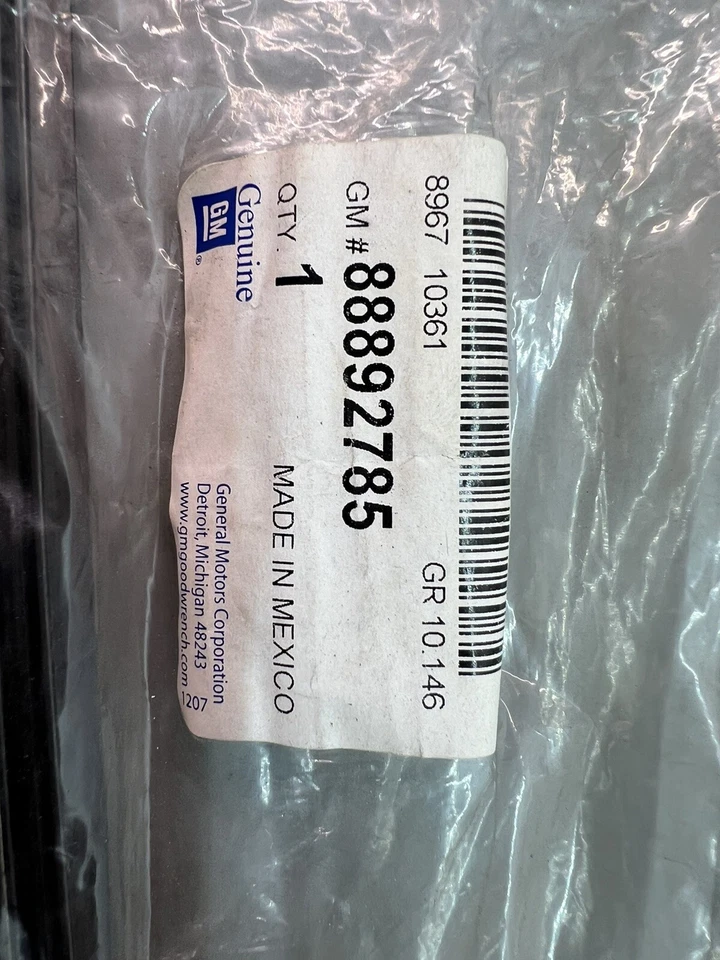 8967 10361 GR 10.146
GM # 88892785
QTY. 1 MADE IN MEXICO
Genuine
GM®
General Motors Corporation
Detroit, Michigan 48243
www.gmgoodwrench.com 1207